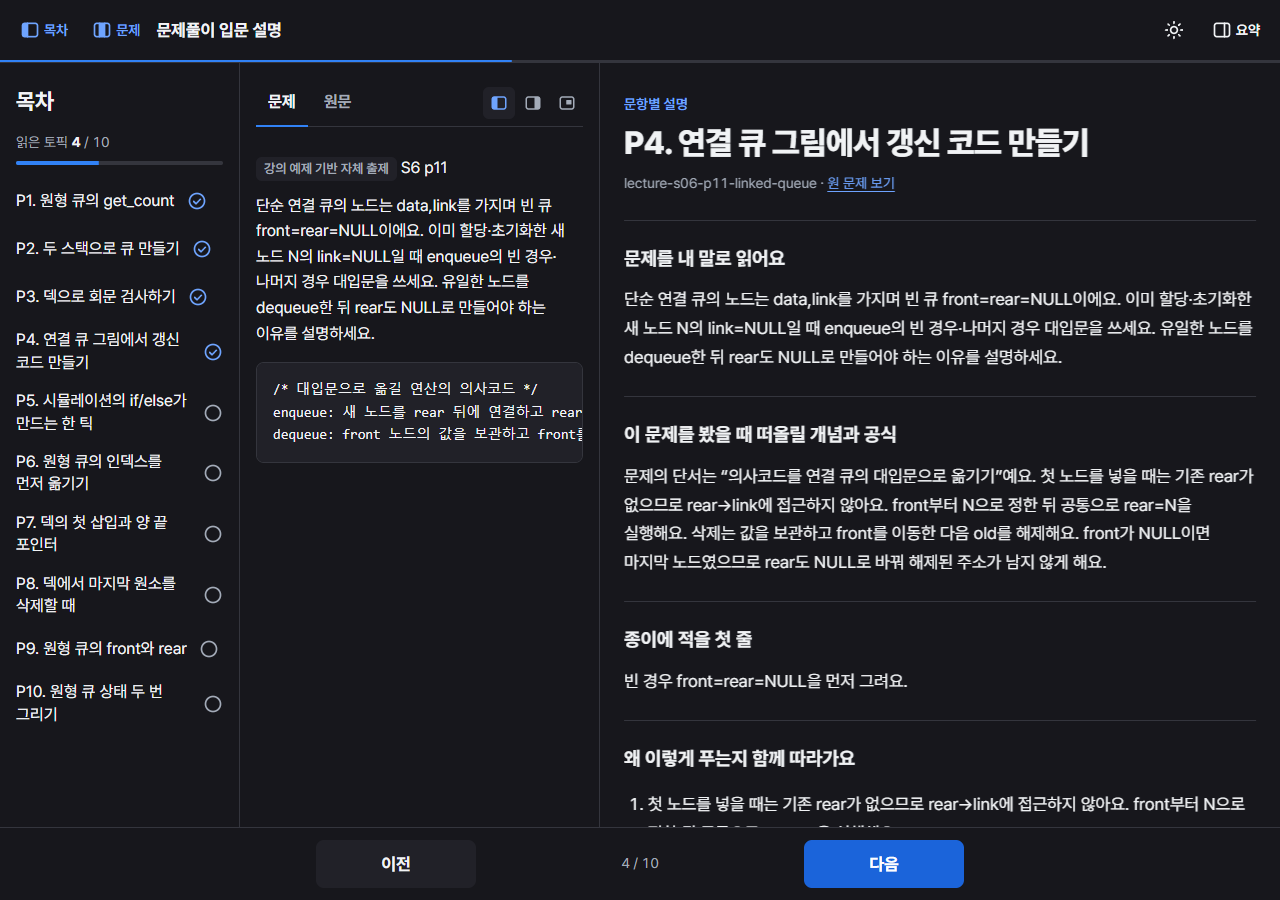 목차
문제
문제풀이 입문 설명
요약
목차
읽은 토픽 4 / 10
P1. 원형 큐의 get_count
P2. 두 스택으로 큐 만들기
P3. 덱으로 회문 검사하기
P4. 연결 큐 그림에서 갱신
코드 만들기
P5. 시뮬레이션의 if/else가
만드는 한 틱
P6. 원형 큐의 인덱스를
먼저 옮기기
P7. 덱의 첫 삽입과 양 끝
포인터
P8. 덱에서 마지막 원소를
삭제할 때
P9. 원형 큐의 front와 rear
P10. 원형 큐 상태 두 번
그리기
문제
원문
강의 예제 기반 자체 출제 S6 p11
단순 연결 큐의 노드는 data,link를 가지며 빈 큐
front=rear=NULL이에요. 이미 할당·초기화한 새
노드 N의 link=NULL일 때 enqueue의 빈 경우·
나머지 경우 대입문을 쓰세요. 유일한 노드를
dequeue한 뒤 rear도 NULL로 만들어야 하는
이유를 설명하세요.
/* 대입문으로 옮길 연산의 의사코드 */
enqueue: 새 노드를 rear 뒤에 연결하고 rear
dequeue: front 노드의 값을 보관하고 front를
문항별 설명
P4. 연결 큐 그림에서 갱신 코드 만들기
lecture-s06-p11-linked-queue · 원 문제 보기
문제를 내 말로 읽어요
단순 연결 큐의 노드는 data,link를 가지며 빈 큐 front=rear=NULL이에요. 이미 할당·초기화한
새 노드 N의 link=NULL일 때 enqueue의 빈 경우·나머지 경우 대입문을 쓰세요. 유일한 노드를
dequeue한 뒤 rear도 NULL로 만들어야 하는 이유를 설명하세요.
이 문제를 봤을 때 떠올릴 개념과 공식
문제의 단서는 “의사코드를 연결 큐의 대입문으로 옮기기”예요. 첫 노드를 넣을 때는 기존 rear가
없으므로 rear→link에 접근하지 않아요. front부터 N으로 정한 뒤 공통으로 rear=N을
실행해요. 삭제는 값을 보관하고 front를 이동한 다음 old를 해제해요. front가 NULL이면
마지막 노드였으므로 rear도 NULL로 바꿔 해제된 주소가 남지 않게 해요.
종이에 적을 첫 줄
빈 경우 front=rear=NULL을 먼저 그려요.
왜 이렇게 푸는지 함께 따라가요
1. 첫 노드를 넣을 때는 기존 rear가 없으므로 rear→link에 접근하지 않아요. front부터 N으로
이전
4 / 10
다음